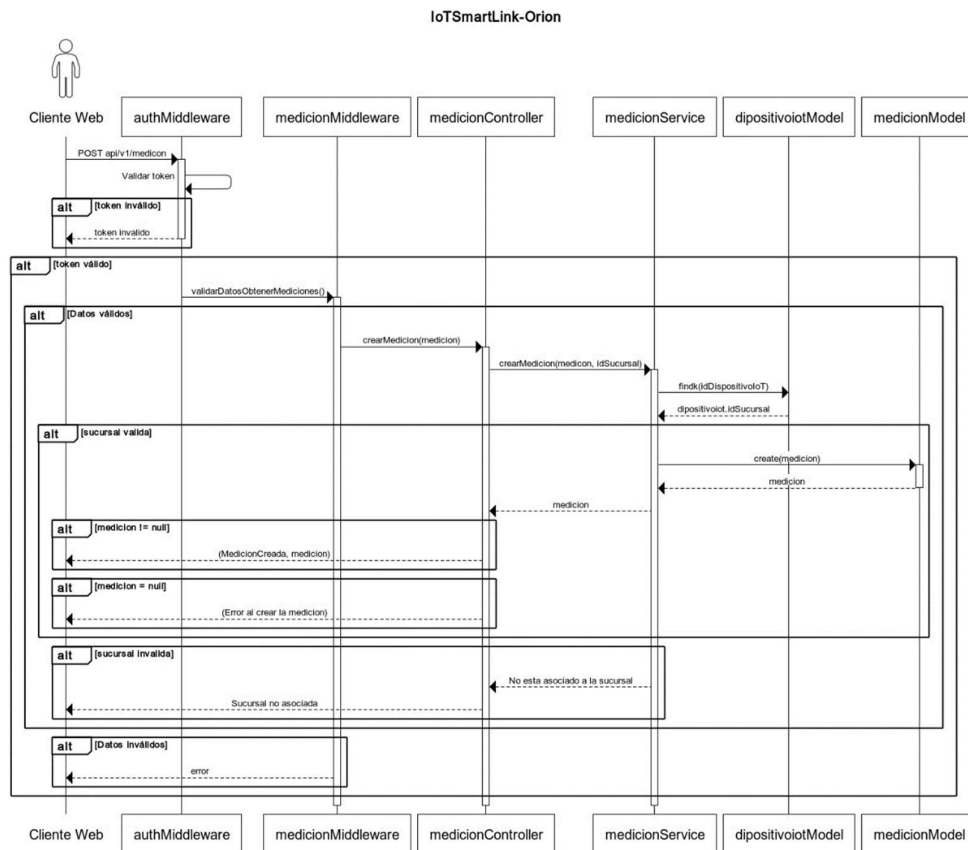 IoTSmartLink-Orion
Cliente Web
authMiddleware
medicionMiddleware
medicionController
medicionService
dipositivoiotModel
medicionModel
POST api/v1/medicon
Validar token
alt [token inválido]
token invalido
alt [token válido]
validarDatosObtenerMediciones()
alt [Datos válidos]
crearMedicion(medicion)
crearMedicion(medicon, idSucursal)
findk(idDispositivoIoT)
dipositivoiot.idSucursal
alt [sucursal valida]
create(medicion)
medicion
medicion
alt [medicion != null]
(MedicionCreada, medicion)
alt [medicion = null]
(Error al crear la medicion)
alt [sucursal invalida]
No esta asociado a la sucursal
Sucursal no asociada
alt [Datos inválidos]
error
Cliente Web
authMiddleware
medicionMiddleware
medicionController
medicionService
dipositivoiotModel
medicionModel